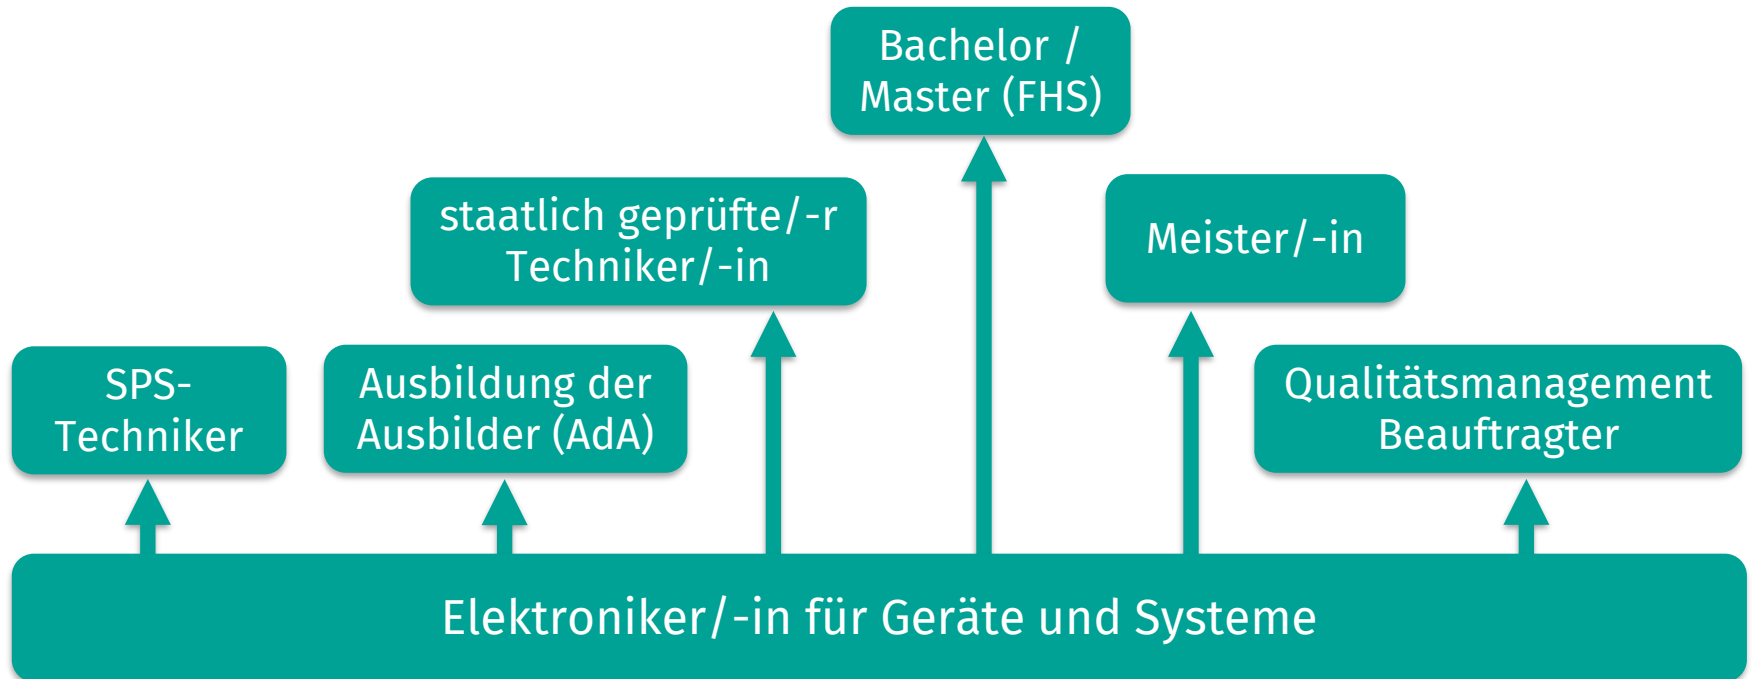 Bachelor /
Master (FHS)
staatlich geprüfte/-r
Techniker/-in
Meister/-in
SPS-
Techniker
Ausbildung der
Ausbilder (AdA)
Qualitätsmanagement
Beauftragter
Elektroniker/-in für Geräte und Systeme